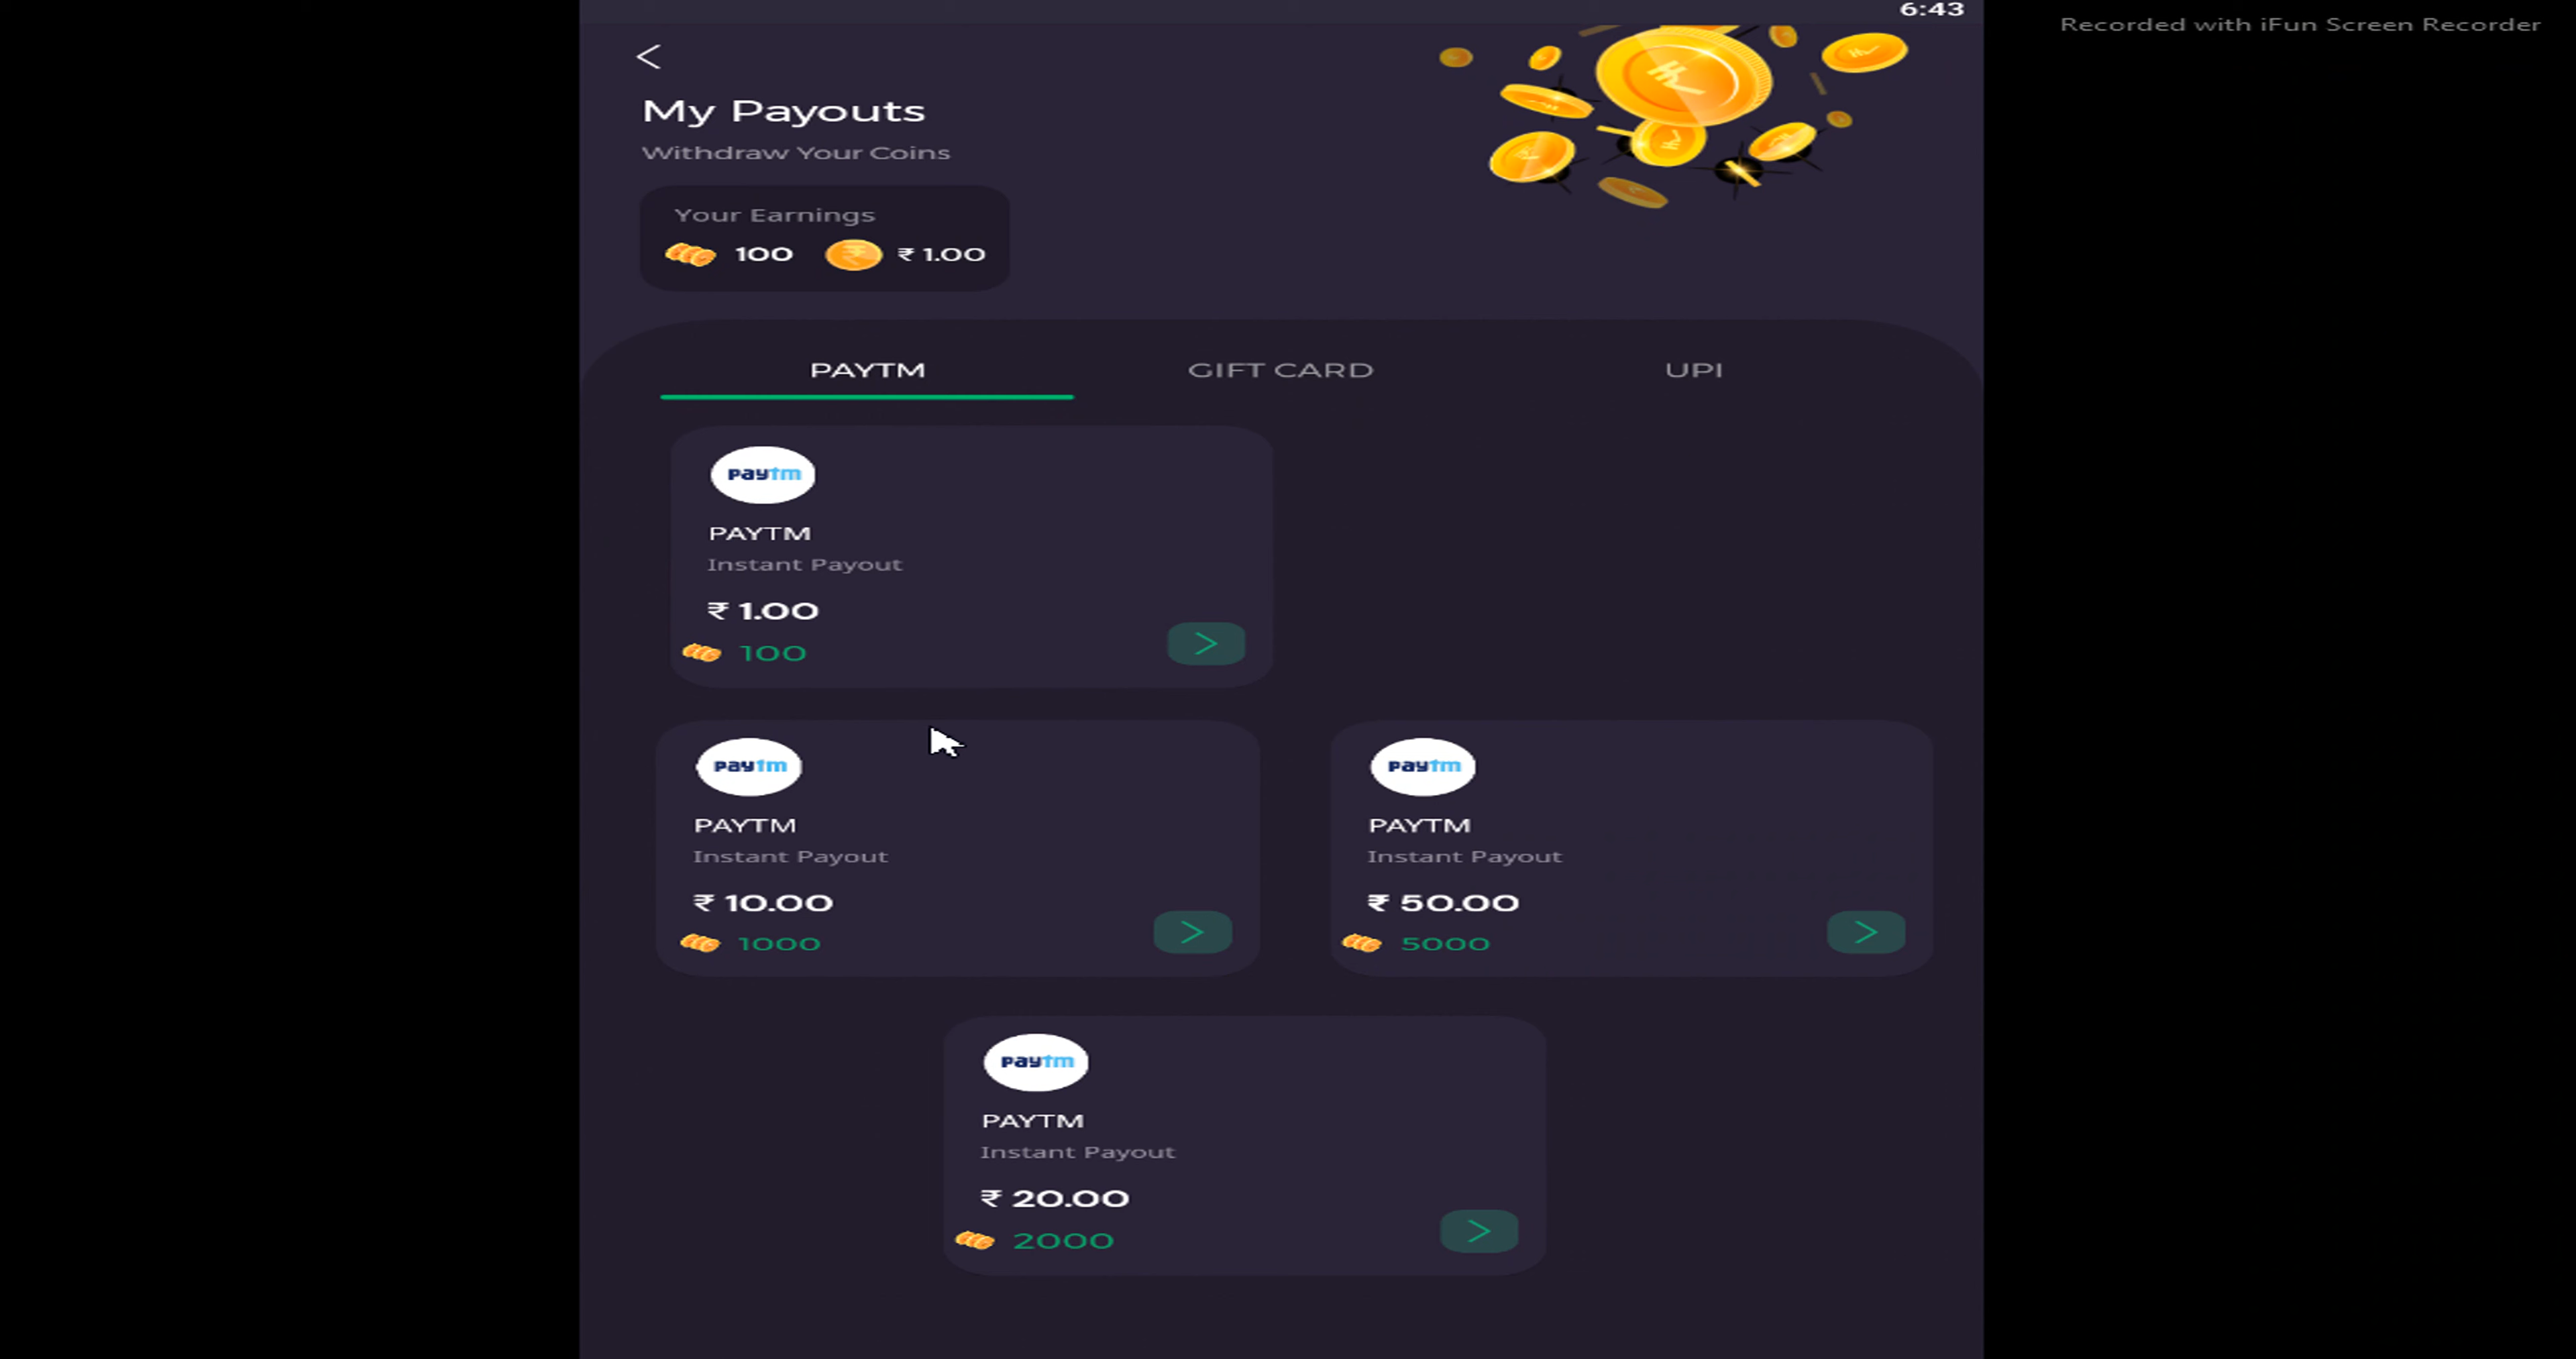 6:43
Recorded with iFun Screen Recorder
My Payouts
Withdraw Your Coins
Your Earnings
100 ₹ 1.00
PAYTM GIFT CARD UPI
paytm
PAYTM
Instant Payout
₹ 1.00
100
paytm
PAYTM
Instant Payout
₹ 10.00
1000
paytm
PAYTM
Instant Payout
₹ 50.00
5000
paytm
PAYTM
Instant Payout
₹ 20.00
2000